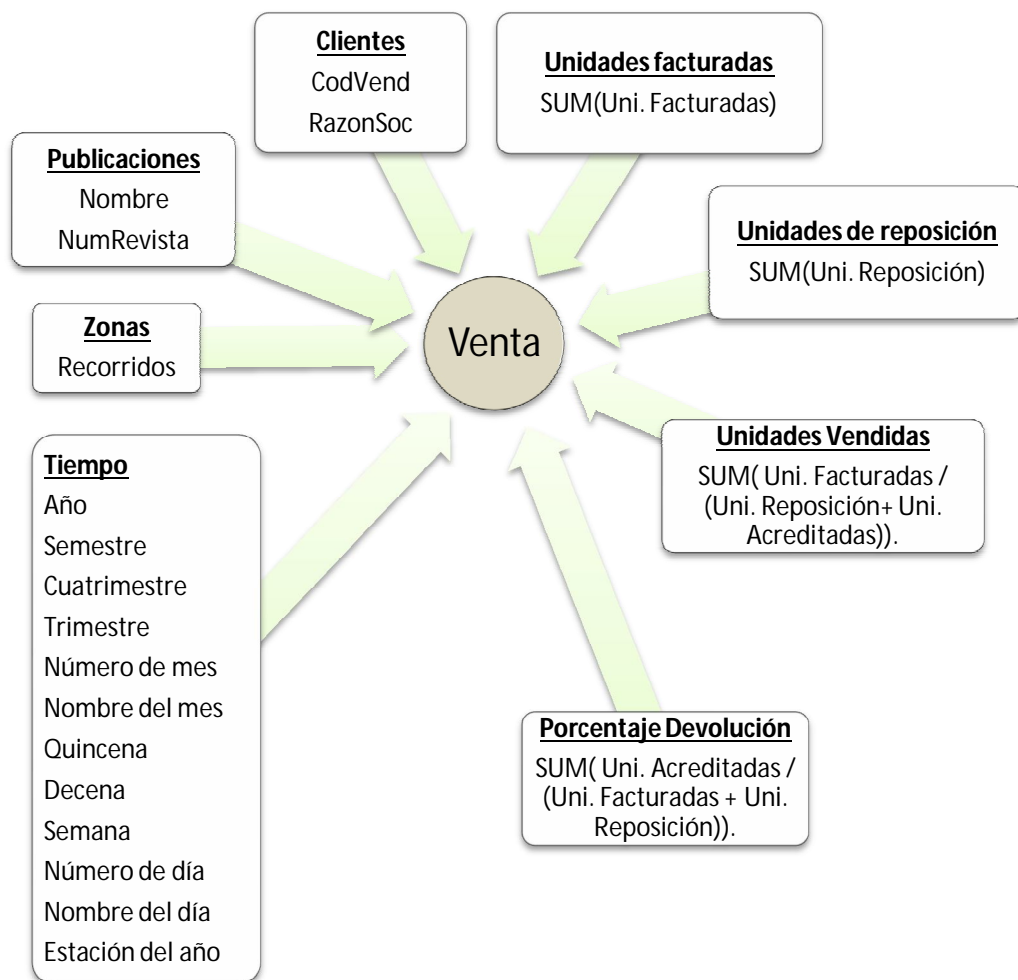 Clientes
CodVend
RazonSoc
Unidades facturadas
SUM(Uni. Facturadas)
Publicaciones
Nombre
NumRevista
Unidades de reposición
SUM(Uni. Reposición)
Zonas
Recorridos
Venta
Unidades Vendidas
SUM( Uni. Facturadas /
(Uni. Reposición+ Uni.
Acreditadas)).
Tiempo
Año
Semestre
Cuatrimestre
Trimestre
Número de mes
Nombre del mes
Quincena
Decena
Semana
Número de día
Nombre del día
Estación del año
Porcentaje Devolución
SUM( Uni. Acreditadas /
(Uni. Facturadas + Uni.
Reposición)).